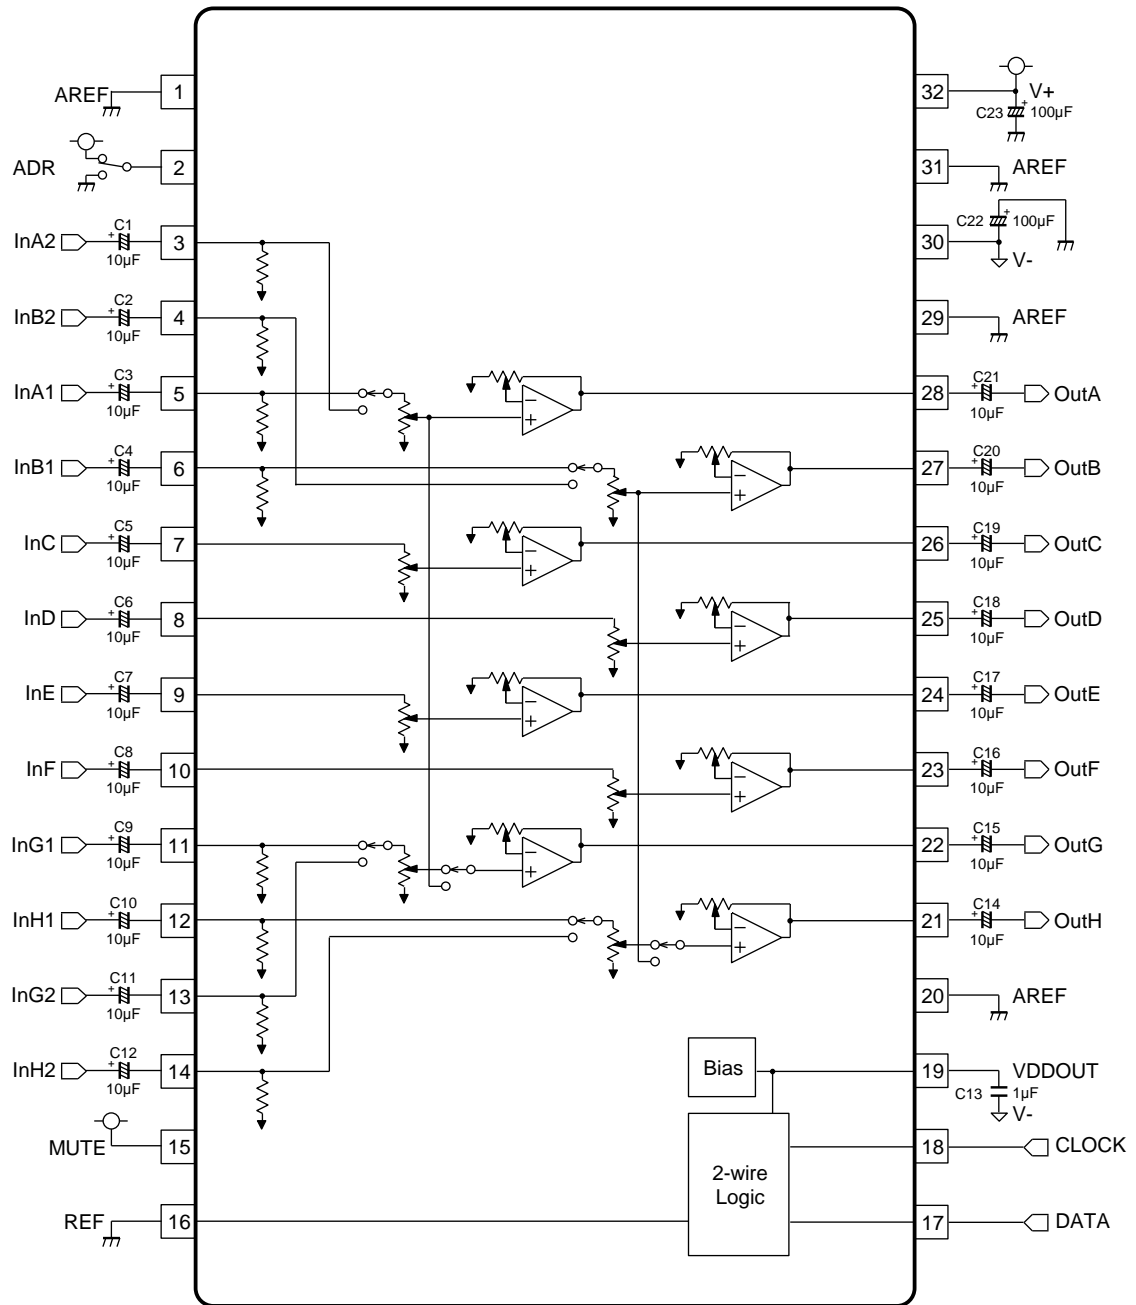 AREF 1
32 V+
C23 + 100µF
ADR 2
31 AREF
C22 + 100µF
InA2 + C1 10µF 3
30 V-
InB2 + C2 10µF 4
29 AREF
InA1 + C3 10µF 5
− +
28 + C21 10µF OutA
InB1 + C4 10µF 6
− +
27 + C20 10µF OutB
InC + C5 10µF 7
− +
26 + C19 10µF OutC
InD + C6 10µF 8
− +
25 + C18 10µF OutD
InE + C7 10µF 9
− +
24 + C17 10µF OutE
InF + C8 10µF 10
− +
23 + C16 10µF OutF
InG1 + C9 10µF 11
− +
22 + C15 10µF OutG
InH1 + C10 10µF 12
− +
21 + C14 10µF OutH
InG2 + C11 10µF 13
20 AREF
InH2 + C12 10µF 14
Bias
19 VDDOUT
C13 1µF
V-
MUTE 15
2-wire
Logic
18 CLOCK
REF 16
17 DATA